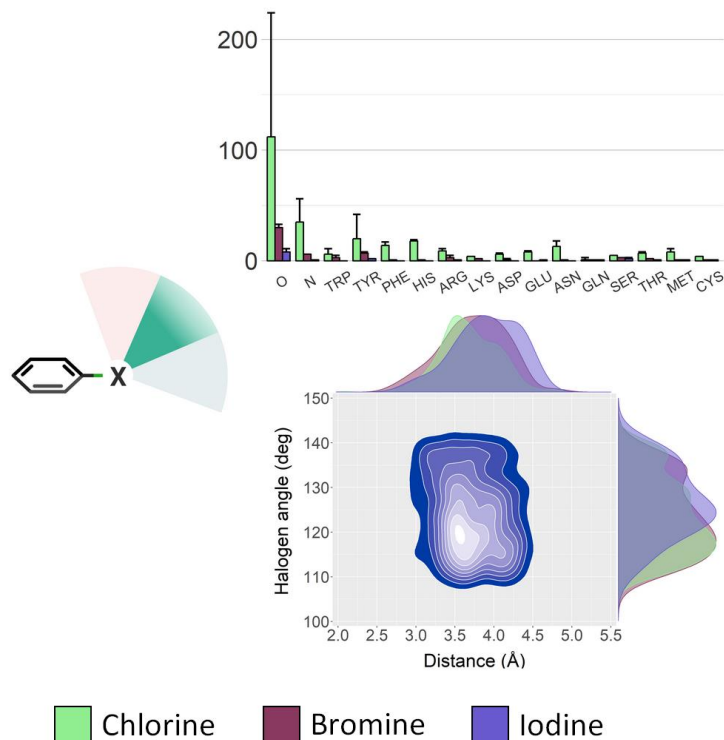 200
100
0
O N TRP TYR PHE HIS ARG LYS ASP GLU ASN GLN SER THR MET CYS
X
150
140
130
120
110
100
Halogen angle (deg)
2.0 2.5 3.0 3.5 4.0 4.5 5.0 5.5
Distance (Å)
Chlorine Bromine Iodine